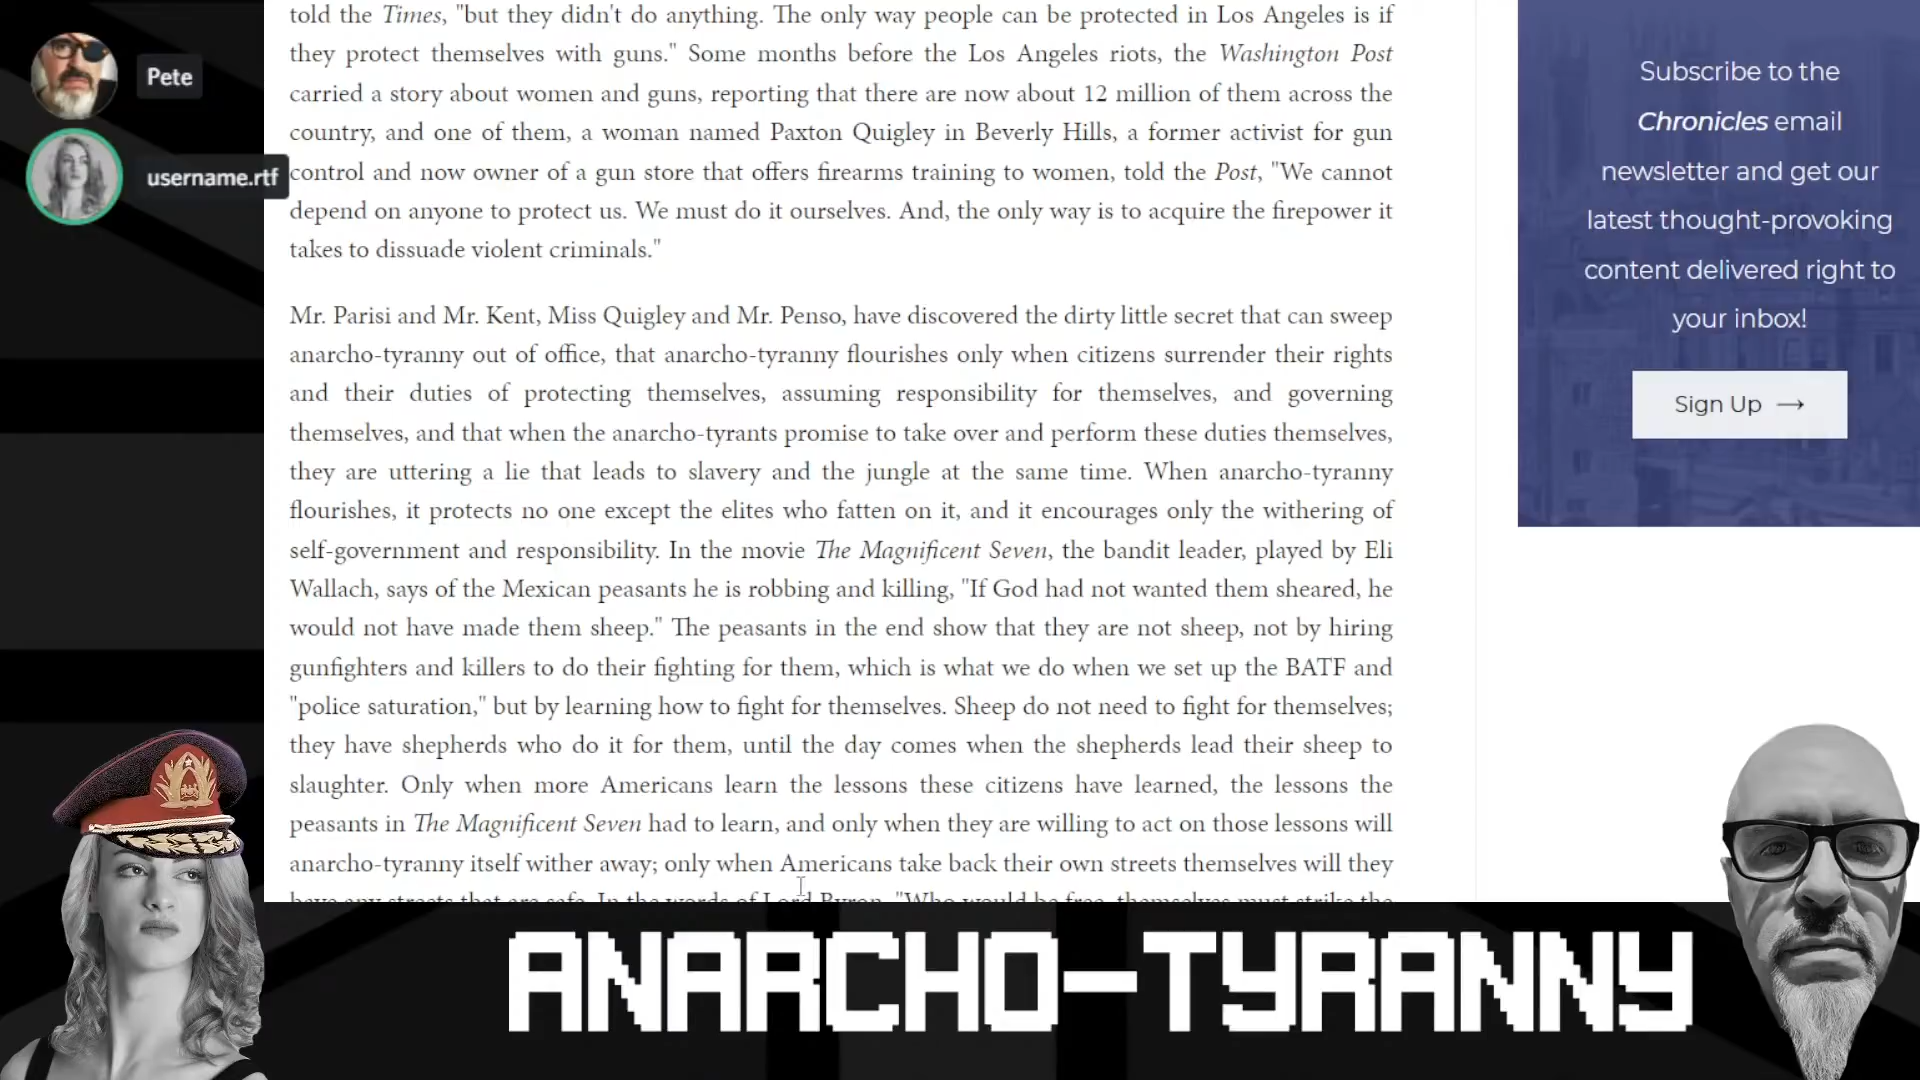 told the Times, "but they didn't do anything. The only way people can be protected in Los Angeles is if
they protect themselves with guns." Some months before the Los Angeles riots, the Washington Post
carried a story about women and guns, reporting that there are now about 12 million of them across the
country, and one of them, a woman named Paxton Quigley in Beverly Hills, a former activist for gun
control and now owner of a gun store that offers firearms training to women, told the Post, "We cannot
depend on anyone to protect us. We must do it ourselves. And, the only way is to acquire the firepower it
takes to dissuade violent criminals."
Mr. Parisi and Mr. Kent, Miss Quigley and Mr. Penso, have discovered the dirty little secret that can sweep
anarcho-tyranny out of office, that anarcho-tyranny flourishes only when citizens surrender their rights
and their duties of protecting themselves, assuming responsibility for themselves, and governing
themselves, and that when the anarcho-tyrants promise to take over and perform these duties themselves,
they are uttering a lie that leads to slavery and the jungle at the same time. When anarcho-tyranny
flourishes, it protects no one except the elites who fatten on it, and it encourages only the withering of
self-government and responsibility. In the movie The Magnificent Seven, the bandit leader, played by Eli
Wallach, says of the Mexican peasants he is robbing and killing, "If God had not wanted them sheared, he
would not have made them sheep." The peasants in the end show that they are not sheep, not by hiring
gunfighters and killers to do their fighting for them, which is what we do when we set up the BATF and
"police saturation," but by learning how to fight for themselves. Sheep do not need to fight for themselves;
they have shepherds who do it for them, until the day comes when the shepherds lead their sheep to
slaughter. Only when more Americans learn the lessons these citizens have learned, the lessons the
peasants in The Magnificent Seven had to learn, and only when they are willing to act on those lessons will
anarcho-tyranny itself wither away; only when Americans take back their own streets themselves will they
have any streets that are safe. In the words of Lord Byron, "Who would be free, themselves must strike the
Pete
username.rtf
Subscribe to the
Chronicles email
newsletter and get our
latest thought-provoking
content delivered right to
your inbox!
Sign Up →
ANARCHO-TYRANNY